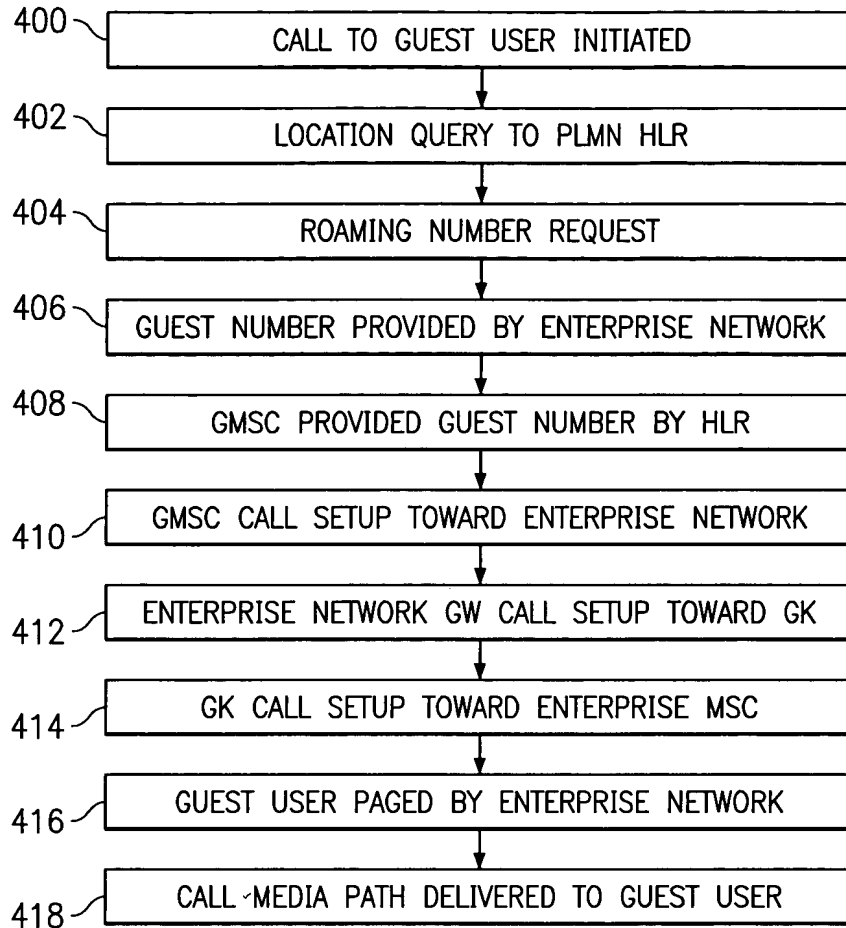 400
CALL TO GUEST USER INITIATED
402
LOCATION QUERY TO PLMN HLR
404
ROAMING NUMBER REQUEST
406
GUEST NUMBER PROVIDED BY ENTERPRISE NETWORK
408
GMSC PROVIDED GUEST NUMBER BY HLR
410
GMSC CALL SETUP TOWARD ENTERPRISE NETWORK
412
ENTERPRISE NETWORK GW CALL SETUP TOWARD GK
414
GK CALL SETUP TOWARD ENTERPRISE MSC
416
GUEST USER PAGED BY ENTERPRISE NETWORK
418
CALL MEDIA PATH DELIVERED TO GUEST USER